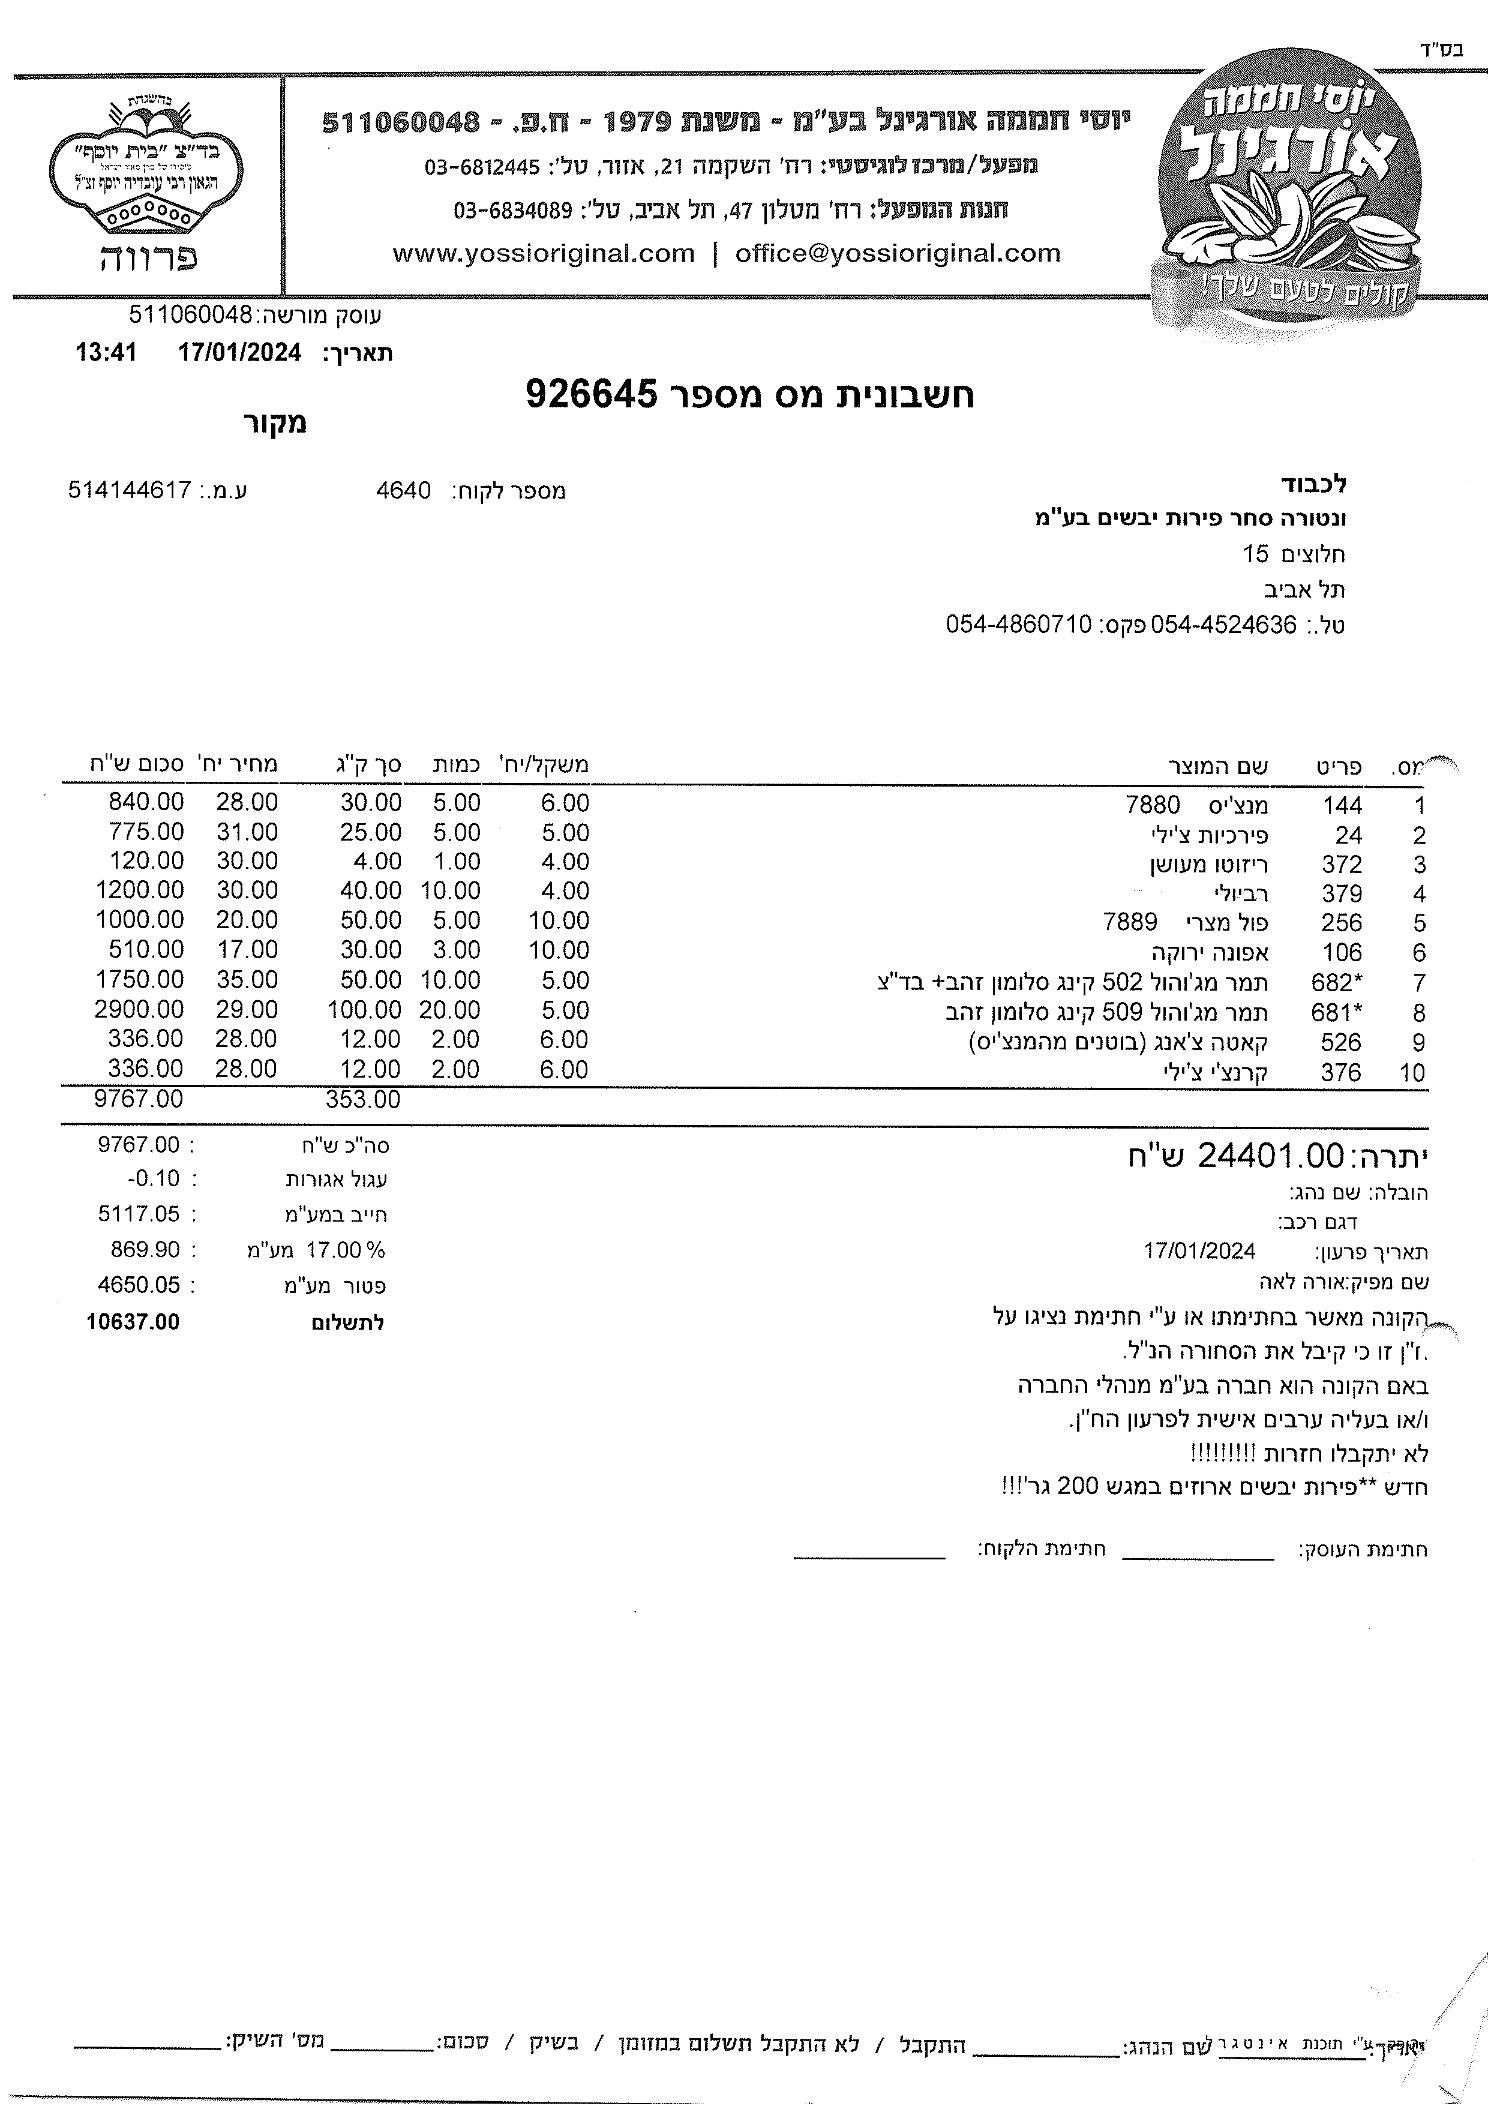 בס"ד
יוסי חממה
אורגינל
קולים לטעם שלך!
יוסי חממה אורגינל בע"מ - משנת 1979 - ח.פ. - 511060048
מפעל/מרכז לוגיסטי: רח' השקמה 21, אזור, טל': 03-6812445
חנות המפעל: רח' מטלון 47, תל אביב, טל': 03-6834089
www.yossioriginal.com | office@yossioriginal.com
בהשגחת
בד"צ "בית יוסף"
הגאון רבי עובדיה יוסף זצ"ל
פרווה
עוסק מורשה:511060048
תאריך: 17/01/2024 13:41
חשבונית מס מספר 926645
מקור
לכבוד
מספר לקוח: 4640 ע.מ.: 514144617
ונטורה סחר פירות יבשים בע"מ
חלוצים 15
תל אביב
טל.: 054-4524636 פקס: 054-4860710
מס. פריט שם המוצר משקל/יח' כמות סך ק"ג מחיר יח' סכום ש"ח
1 144 מנצ'יס 7880 6.00 5.00 30.00 28.00 840.00
2 24 פירכיות צ'ילי 5.00 5.00 25.00 31.00 775.00
3 372 ריזוטו מעושן 4.00 1.00 4.00 30.00 120.00
4 379 רביולי 4.00 10.00 40.00 30.00 1200.00
5 256 פול מצרי 7889 10.00 5.00 50.00 20.00 1000.00
6 106 אפונה ירוקה 10.00 3.00 30.00 17.00 510.00
7 682* תמר מג'והול 502 קינג סלומון זהב+ בד"צ 5.00 10.00 50.00 35.00 1750.00
8 681* תמר מג'והול 509 קינג סלומון זהב 5.00 20.00 100.00 29.00 2900.00
9 526 קאטה צ'אנג (בוטנים מהמנצ'יס) 6.00 2.00 12.00 28.00 336.00
10 376 קרנצ'י צ'ילי 6.00 2.00 12.00 28.00 336.00
353.00 9767.00
סה"כ ש"ח : 9767.00
עגול אגורות : -0.10
חייב במע"מ : 5117.05
17.00% מע"מ : 869.90
פטור מע"מ : 4650.05
לתשלום 10637.00
יתרה:24401.00 ש"ח
הובלה: שם נהג:
דגם רכב:
תאריך פרעון: 17/01/2024
שם מפיק:אורה לאה
הקונה מאשר בחתימתו או ע"י חתימת נציגו על
.ז"ן זו כי קיבל את הסחורה הנ"ל.
באם הקונה הוא חברה בע"מ מנהלי החברה
ו/או בעליה ערבים אישית לפרעון הח"ן.
לא יתקבלו חזרות !!!!!!!!!
חדש **פירות יבשים ארוזים במגש 200 גר'!!!
חתימת העוסק: חתימת הלקוח:
ע"י תוכנת אינטגרל שם הנהג: התקבל / לא התקבל תשלום במזומן / בשיק / סכום: מס' השיק: